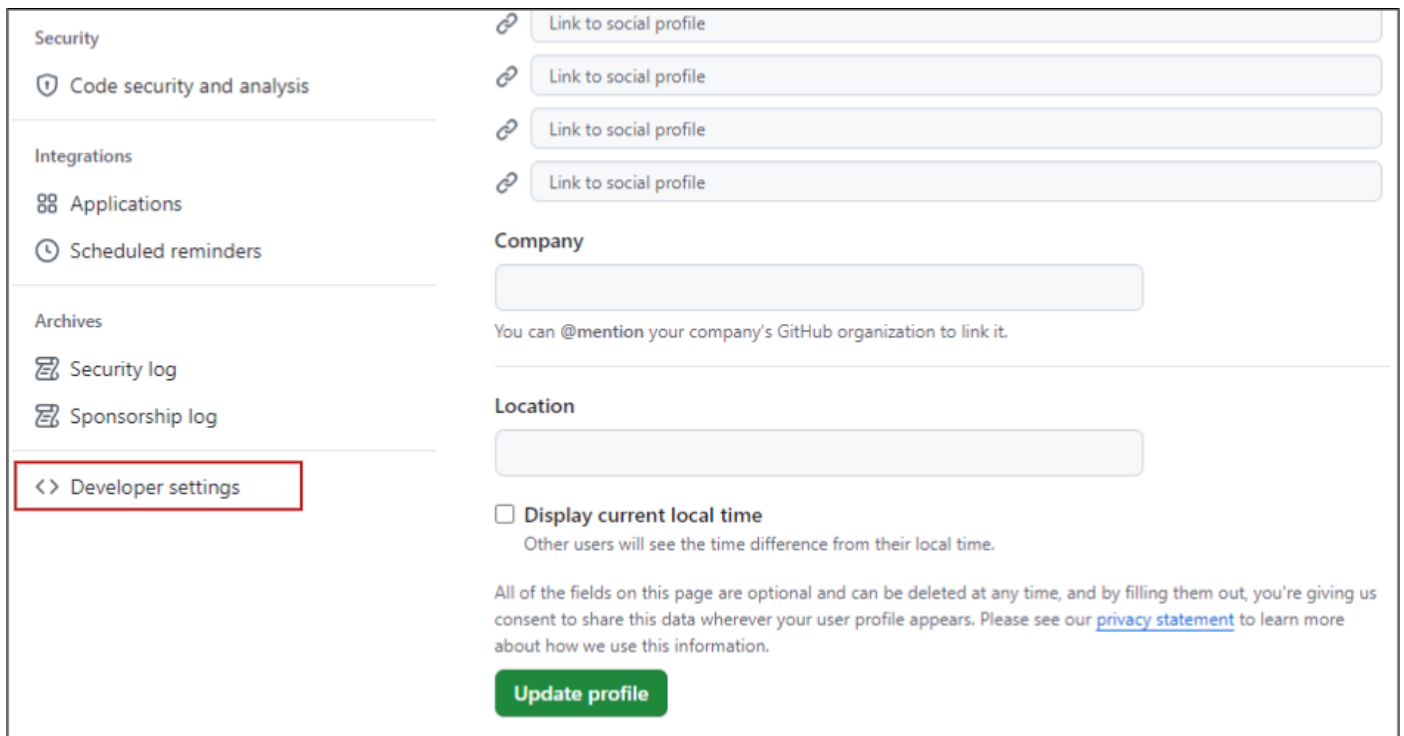 Security
Code security and analysis
Integrations
Applications
Scheduled reminders
Archives
Security log
Sponsorship log
Developer settings
Link to social profile
Link to social profile
Link to social profile
Link to social profile
Company
You can @mention your company's GitHub organization to link it.
Location
Display current local time
Other users will see the time difference from their local time.
All of the fields on this page are optional and can be deleted at any time, and by filling them out, you're giving us
consent to share this data wherever your user profile appears. Please see our privacy statement to learn more
about how we use this information.
Update profile